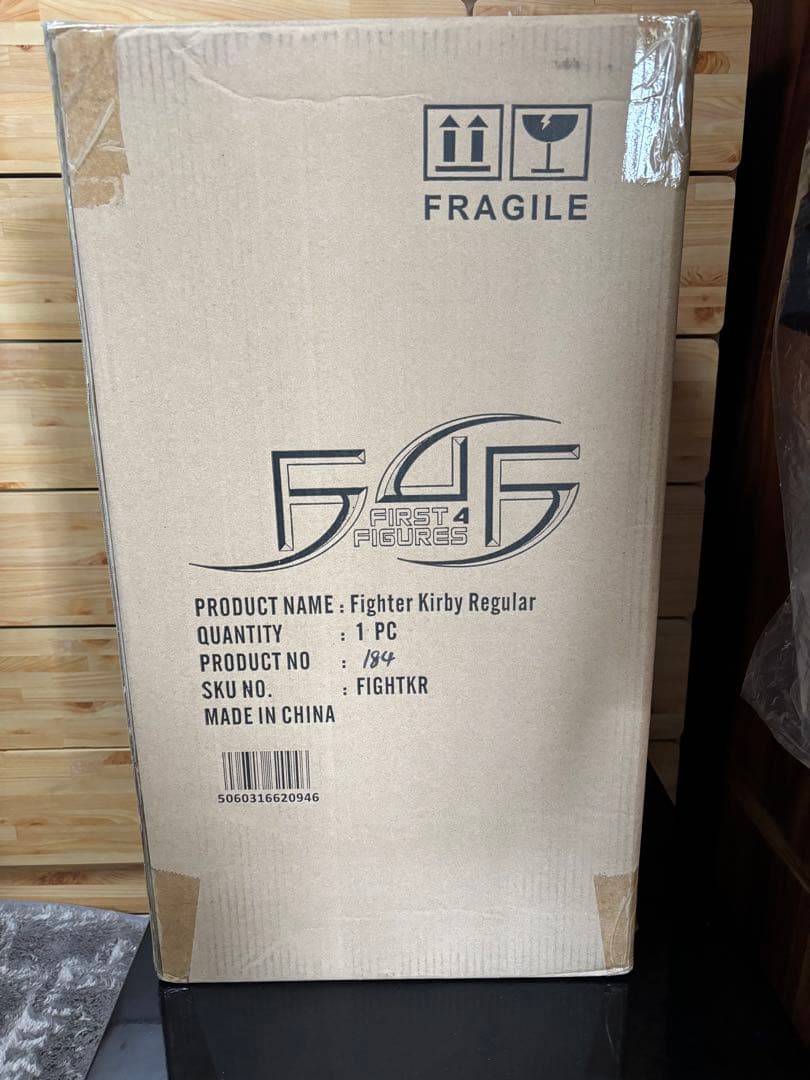 FRAGILE
F4F
FIRST 4
FIGURES
PRODUCT NAME : Fighter Kirby Regular
QUANTITY : 1 PC
PRODUCT NO : 184
SKU NO. : FIGHTKR
MADE IN CHINA
5060316620946